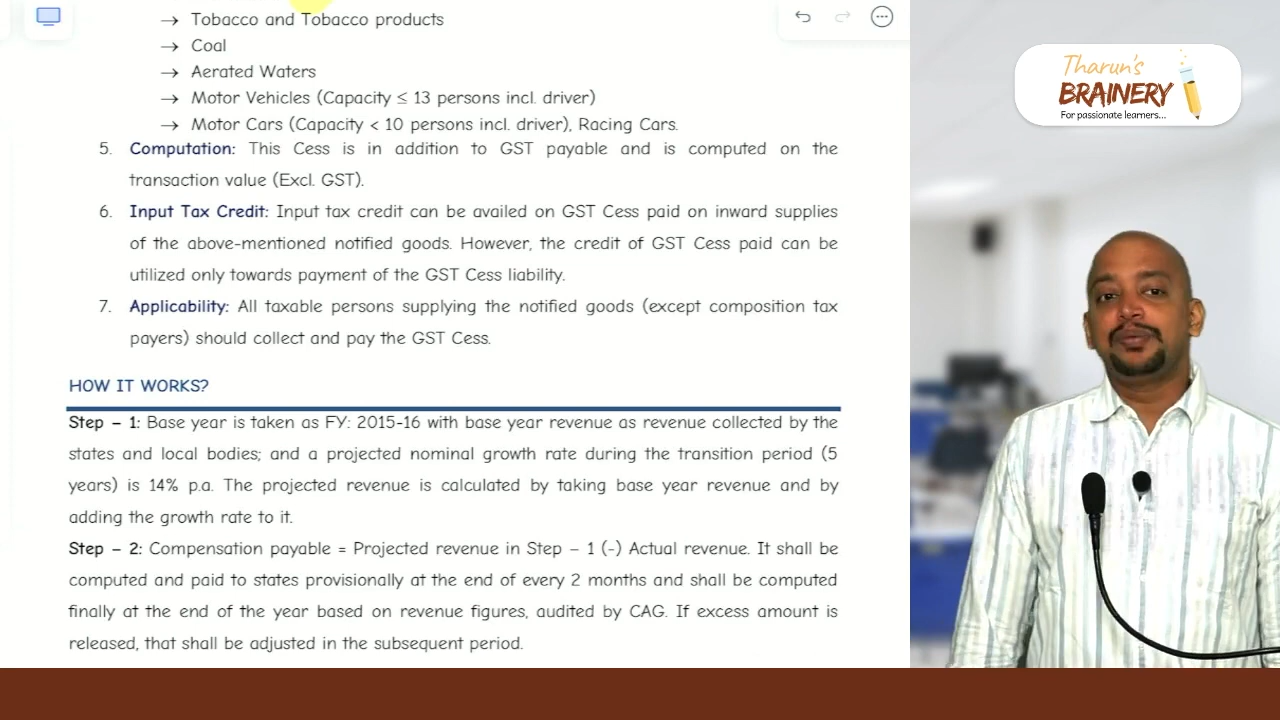 → Tobacco and Tobacco products
→ Coal
→ Aerated Waters
→ Motor Vehicles (Capacity ≤ 13 persons incl. driver)
→ Motor Cars (Capacity < 10 persons incl. driver), Racing Cars.
5. Computation: This Cess is in addition to GST payable and is computed on the
transaction value (Excl. GST).
6. Input Tax Credit: Input tax credit can be availed on GST Cess paid on inward supplies
of the above-mentioned notified goods. However, the credit of GST Cess paid can be
utilized only towards payment of the GST Cess liability.
7. Applicability: All taxable persons supplying the notified goods (except composition tax
payers) should collect and pay the GST Cess.
HOW IT WORKS?
Step – 1: Base year is taken as FY: 2015-16 with base year revenue as revenue collected by the
states and local bodies; and a projected nominal growth rate during the transition period (5
years) is 14% p.a. The projected revenue is calculated by taking base year revenue and by
adding the growth rate to it.
Step – 2: Compensation payable = Projected revenue in Step – 1 (-) Actual revenue. It shall be
computed and paid to states provisionally at the end of every 2 months and shall be computed
finally at the end of the year based on revenue figures, audited by CAG. If excess amount is
released, that shall be adjusted in the subsequent period.
Tharun's
BRAINERY
For passionate learners...